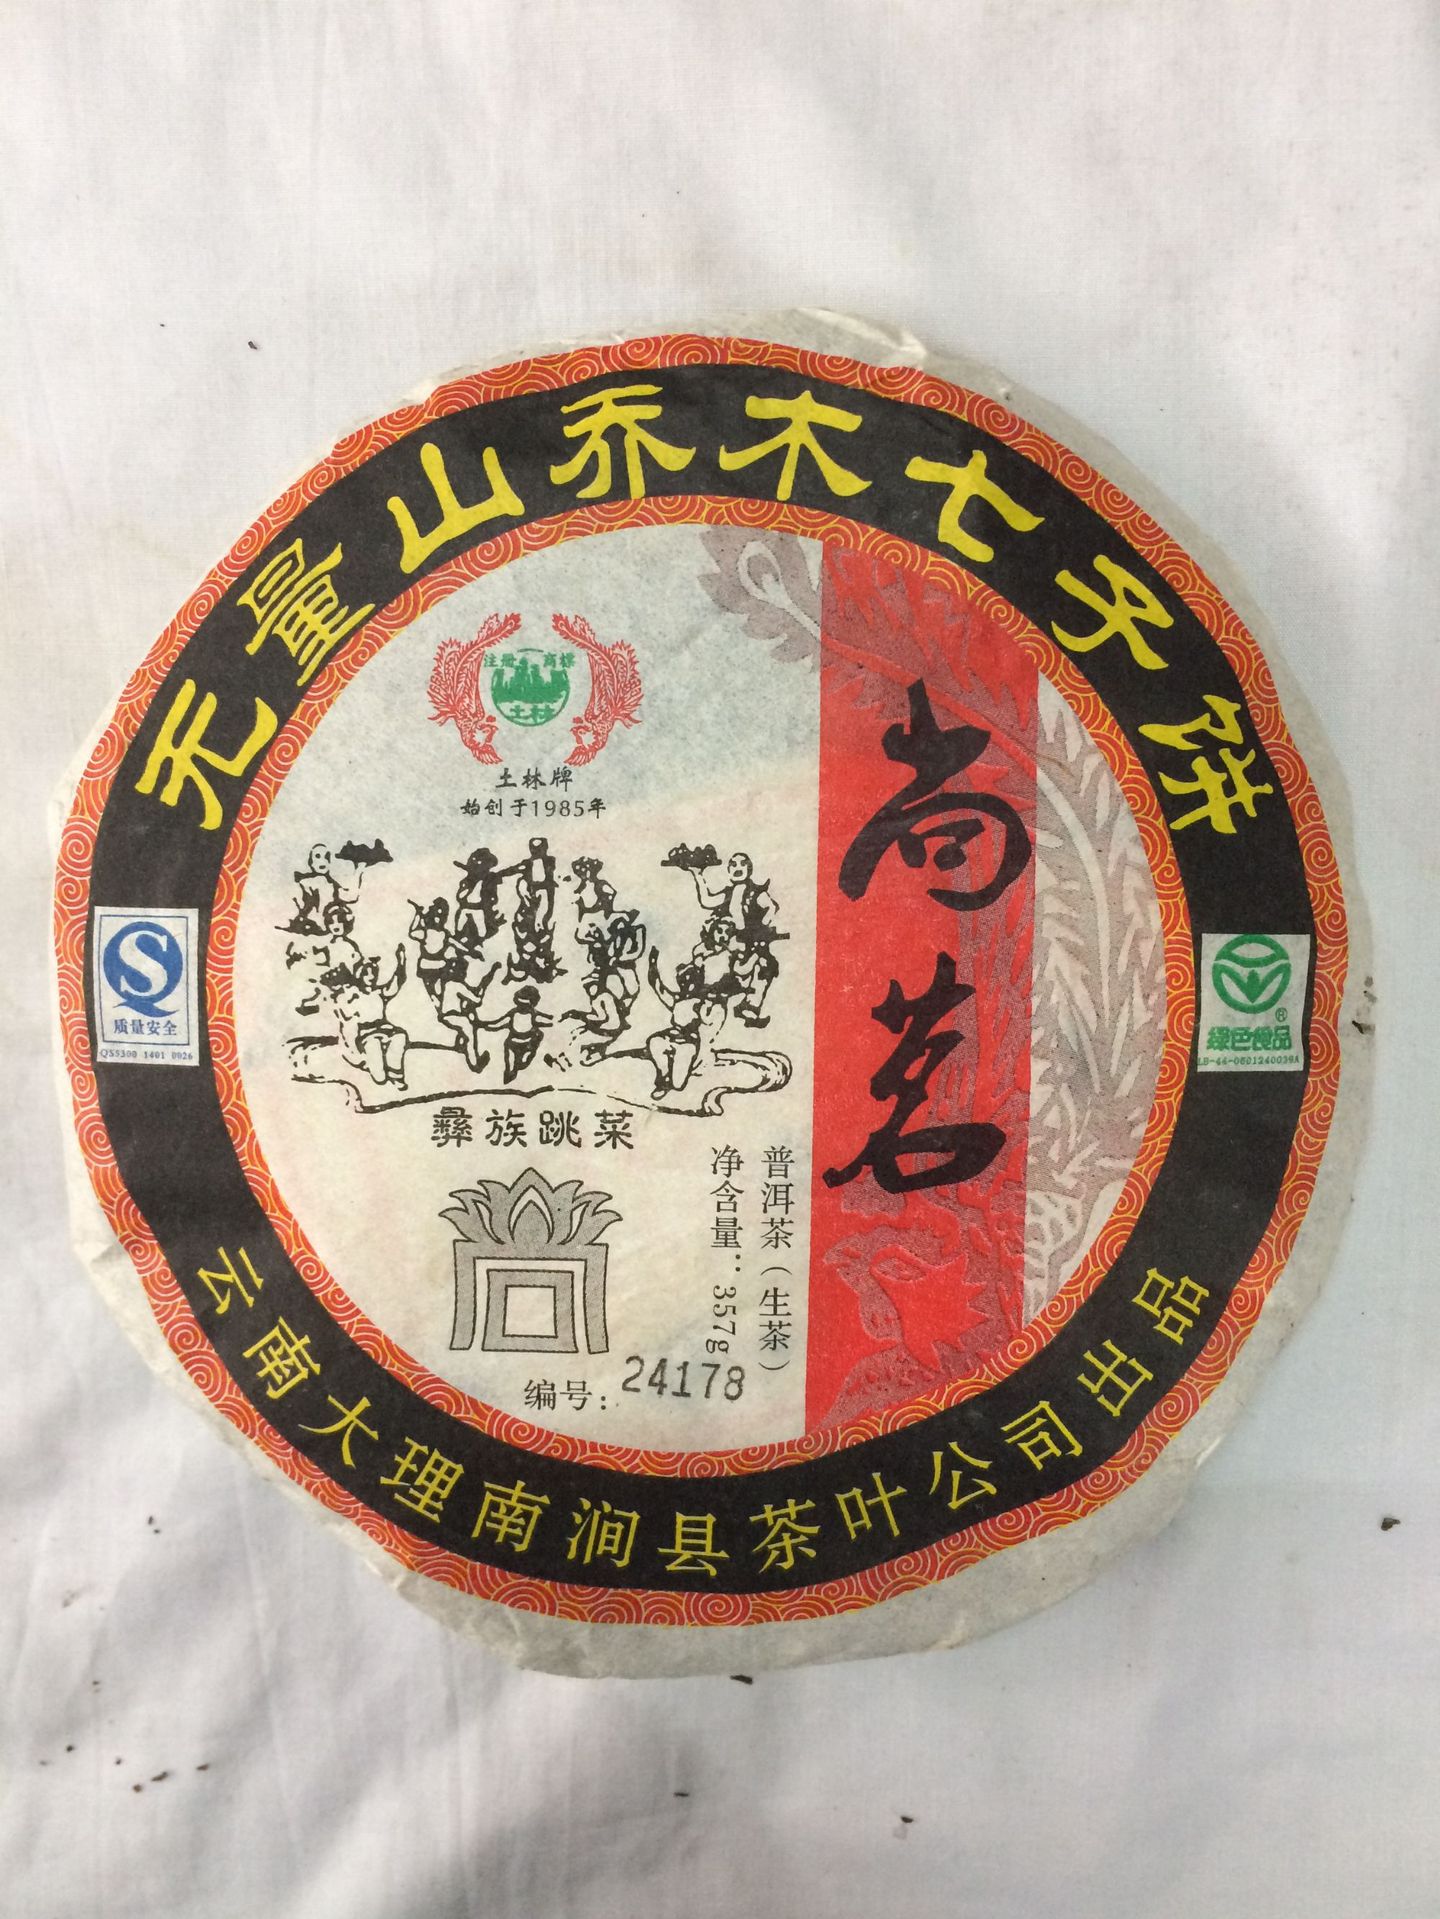 无量山乔木七子饼
注册商标
土林
土林牌
始创于1985年
尚茗
质量安全
QS5300 1401 0026
绿色食品
LB-44-0601240039A
彝族跳菜
普洱茶（生茶）
净含量：357g
编号：24178
云南大理南涧县茶叶公司出品